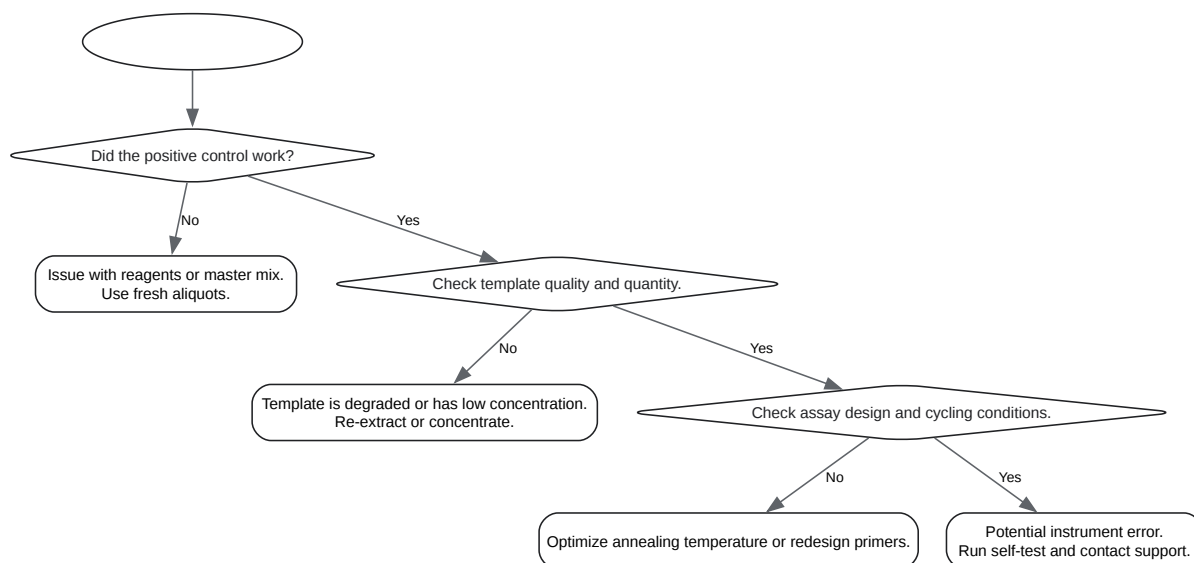 Did the positive control work?
No
Yes
Issue with reagents or master mix.
Use fresh aliquots.
Check template quality and quantity.
No
Yes
Template is degraded or has low concentration.
Re-extract or concentrate.
Check assay design and cycling conditions.
No
Yes
Optimize annealing temperature or redesign primers.
Potential instrument error.
Run self-test and contact support.